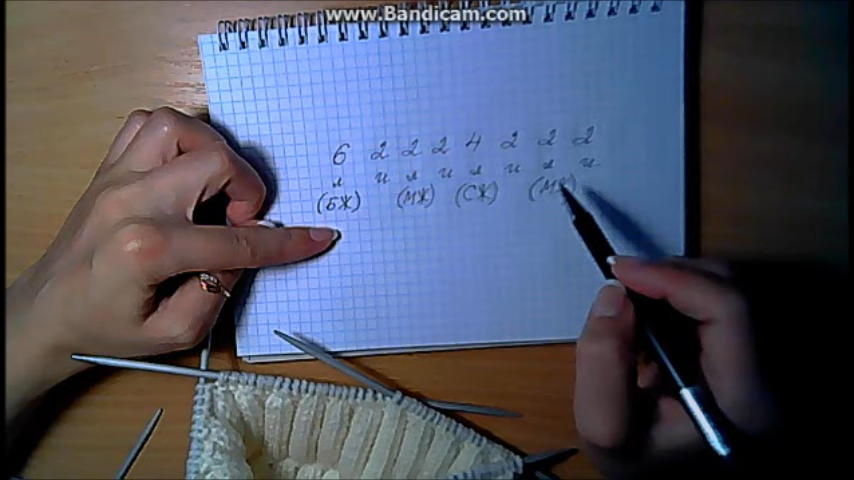 www.Bandicam.com
6 2 2 2 4 2 2 2
л и л и л и л и
(БЖ) (МЖ) (СЖ) (МЖ)